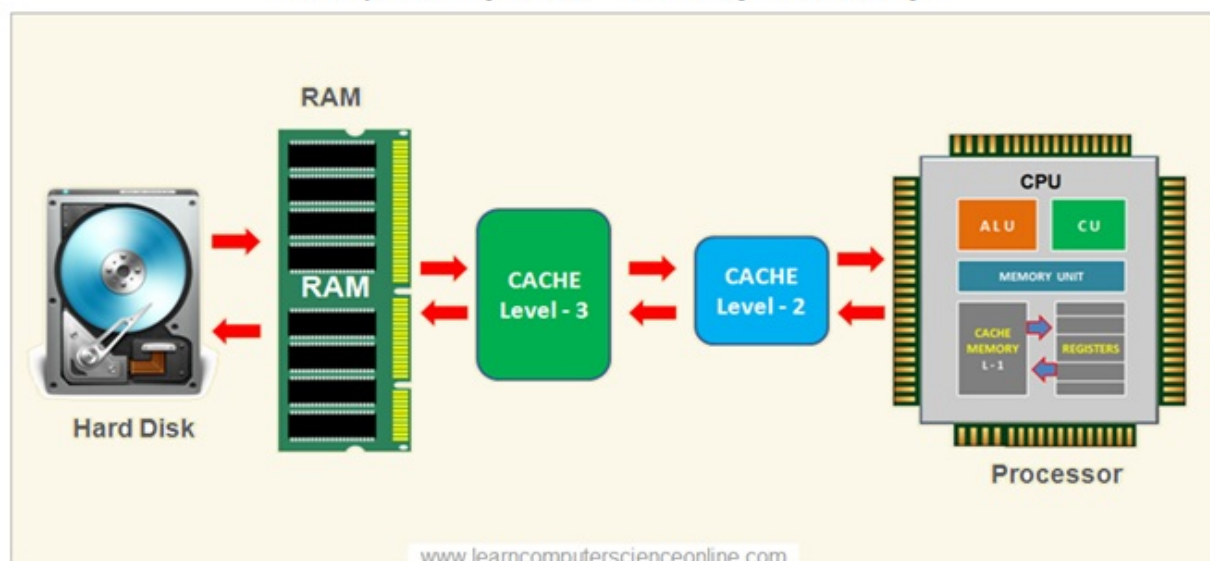 RAM
RAM
Hard Disk
CACHE
Level - 3
CACHE
Level - 2
CPU
ALU
CU
MEMORY UNIT
CACHE
MEMORY
L - 1
REGISTERS
Processor
www.learncomputerscienceonline.com